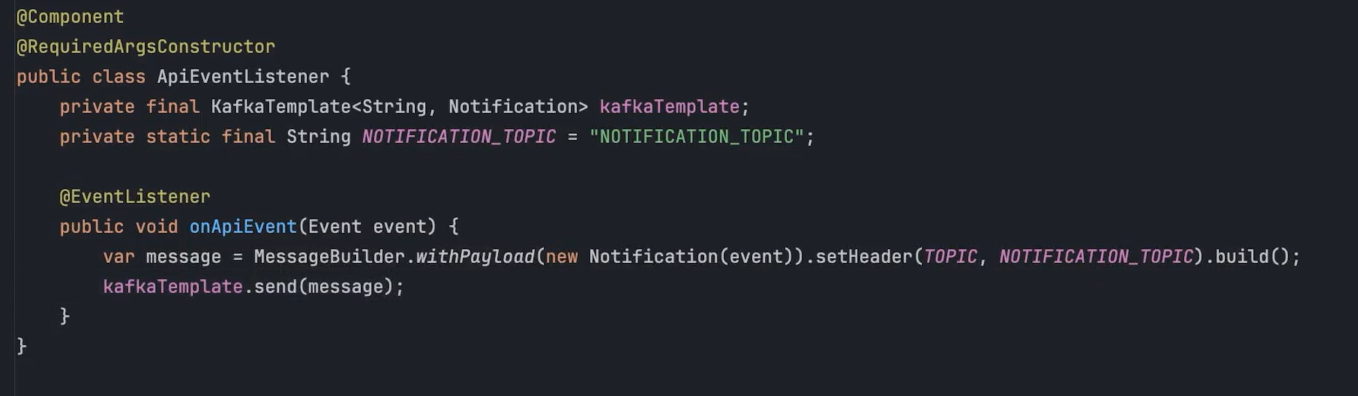 @Component
@RequiredArgsConstructor
public class ApiEventListener {
    private final KafkaTemplate<String, Notification> kafkaTemplate;
    private static final String NOTIFICATION_TOPIC = "NOTIFICATION_TOPIC";
    @EventListener
    public void onApiEvent(Event event) {
        var message = MessageBuilder.withPayload(new Notification(event)).setHeader(TOPIC, NOTIFICATION_TOPIC).build();
        kafkaTemplate.send(message);
    }
}